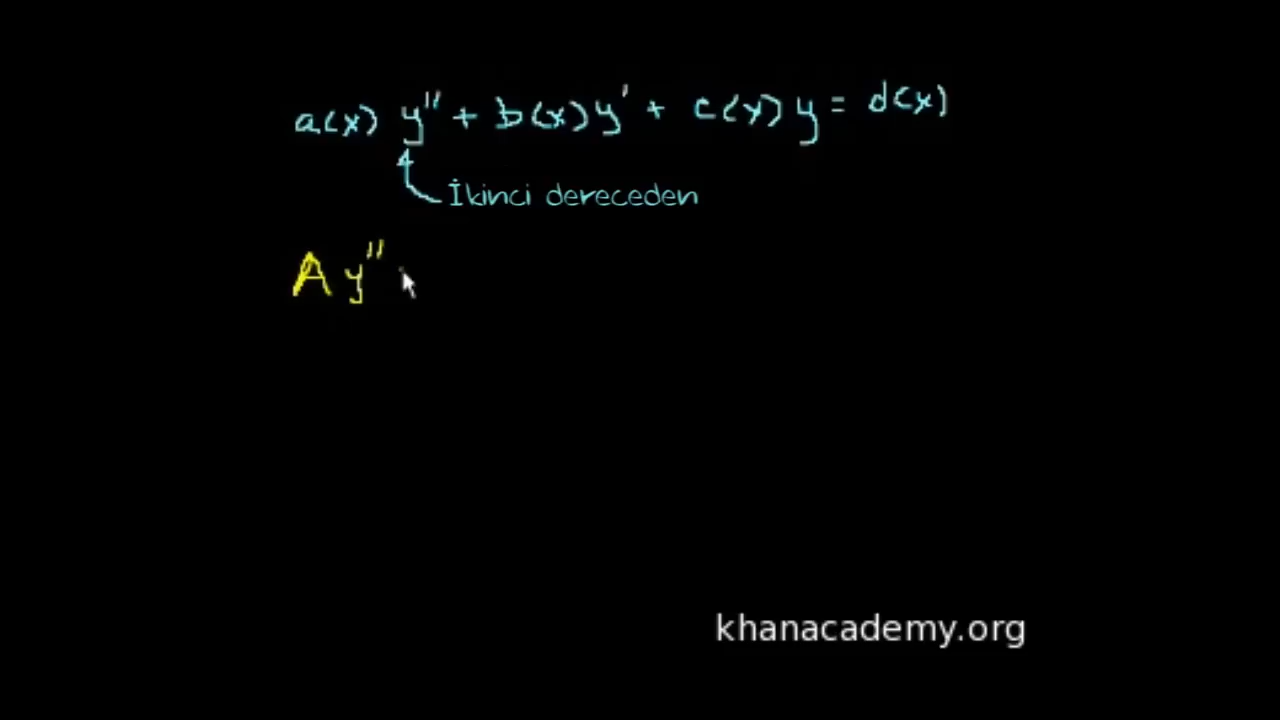 a(x) y'' + b(x) y' + c(x) y = d(x)
İkinci dereceden
A y''
khanacademy.org